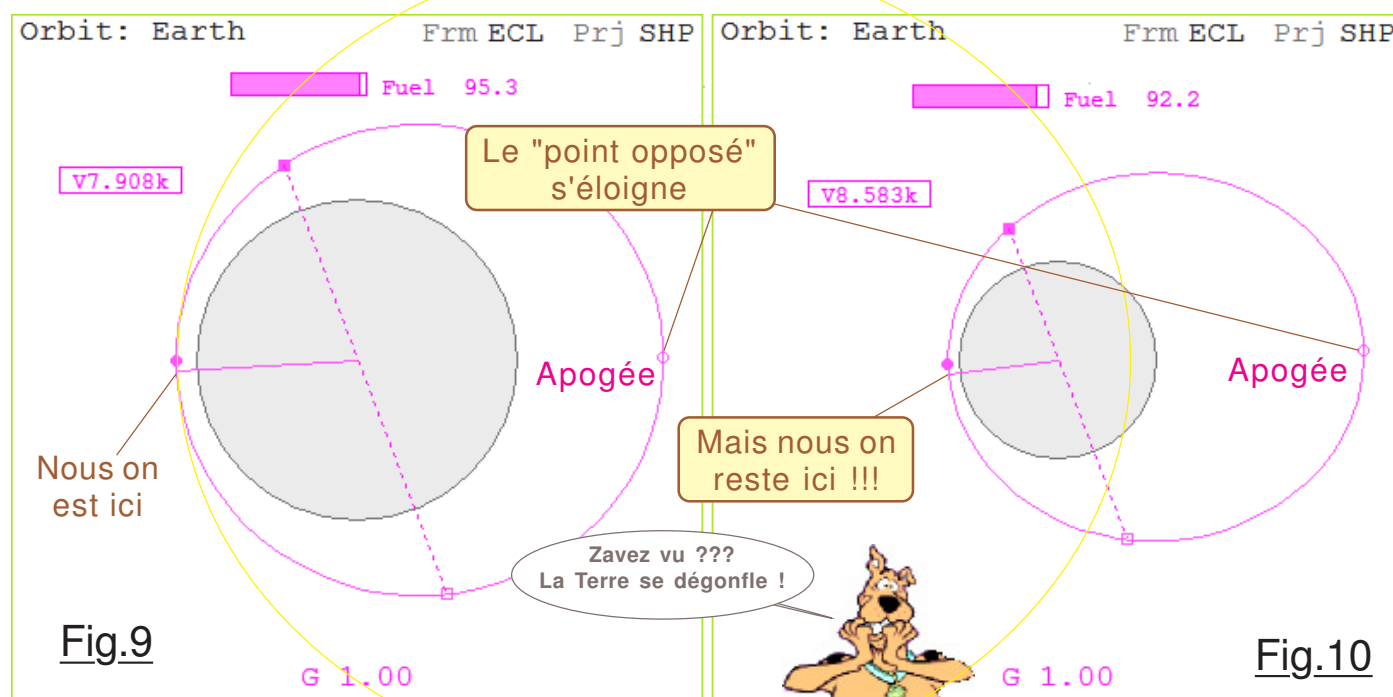 Orbit: Earth Frm ECL Prj SHP
Fuel 95.3
V7.908k
Le "point opposé"
s'éloigne
Apogée
Nous on
est ici
Fig.9
G 1.00
Orbit: Earth Frm ECL Prj SHP
Fuel 92.2
V8.583k
Apogée
Mais nous on
reste ici !!!
Zavez vu ???
La Terre se dégonfle !
G 1.00
Fig.10